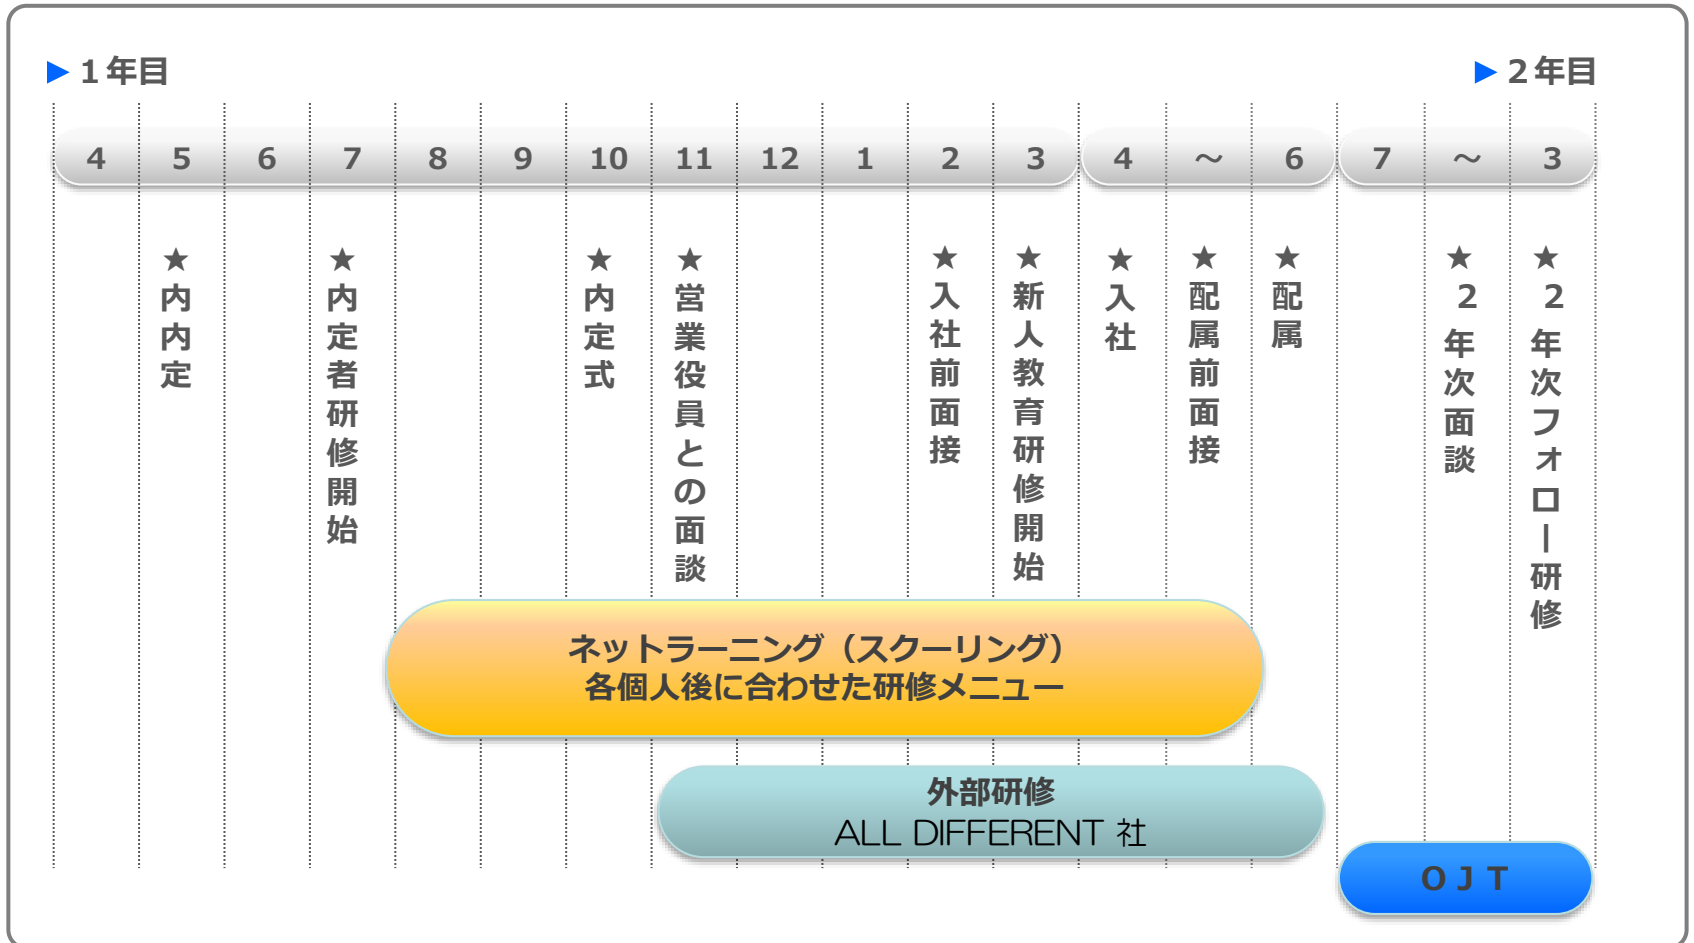 ▶１年目
▶２年目
4 5 6 7 8 9 10 11 12 1 2 3 4 ～ 6 7 ～ 3
★内内定
★内定者研修開始
★内定式
★営業役員との面談
★入社前面接
★新人教育研修開始
★入社
★配属前面接
★配属
★２年次面談
★２年次フォロー研修
ネットラーニング（スクーリング）
各個人後に合わせた研修メニュー
外部研修
ALL DIFFERENT 社
ＯＪＴ